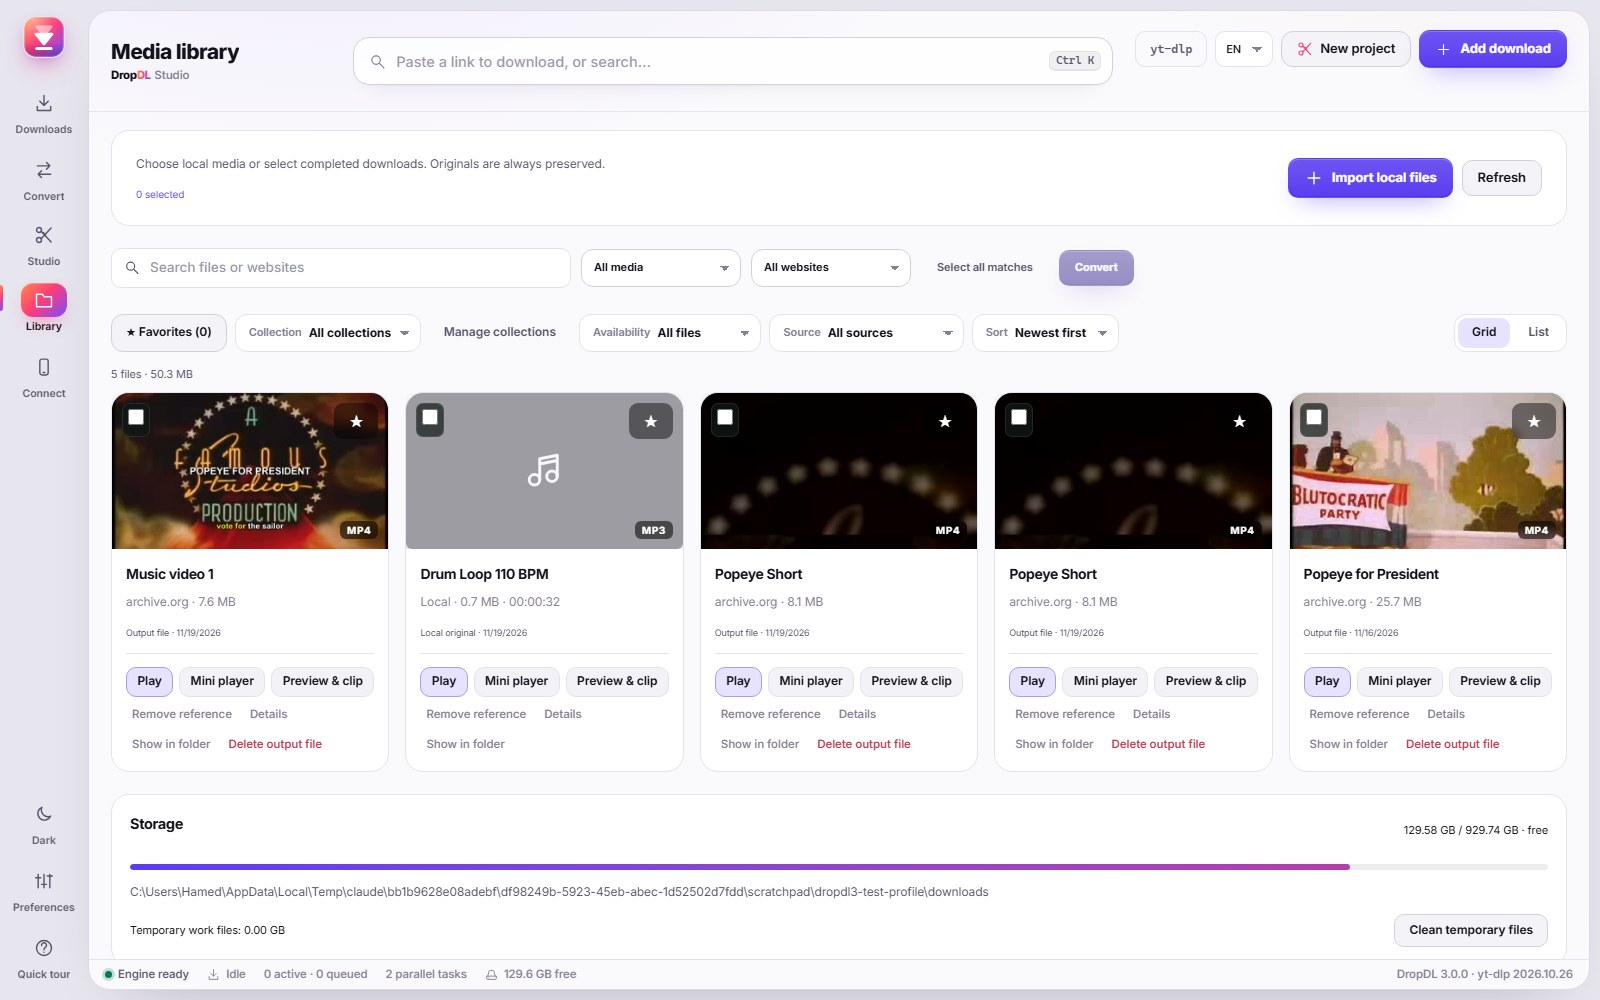 Media library
DropDL Studio
Paste a link to download, or search...
Ctrl K
yt-dlp
EN
New project
Add download
Downloads
Convert
Studio
Library
Connect
Dark
Preferences
Quick tour
Choose local media or select completed downloads. Originals are always preserved.
0 selected
Import local files
Refresh
Search files or websites
All media
All websites
Select all matches
Convert
★ Favorites (0)
Collection All collections
Manage collections
Availability All files
Source All sources
Sort Newest first
Grid
List
5 files · 50.3 MB
A
FAMOUS
POPEYE FOR PRESIDENT
Studios
PRODUCTION
vote for the sailor
MP4
Music video 1
archive.org · 7.6 MB
Output file · 11/19/2026
Play
Mini player
Preview & clip
Remove reference
Details
Show in folder
Delete output file
MP3
Drum Loop 110 BPM
Local · 0.7 MB · 00:00:32
Local original · 11/19/2026
Play
Mini player
Preview & clip
Remove reference
Details
Show in folder
MP4
Popeye Short
archive.org · 8.1 MB
Output file · 11/19/2026
Play
Mini player
Preview & clip
Remove reference
Details
Show in folder
Delete output file
MP4
Popeye Short
archive.org · 8.1 MB
Output file · 11/19/2026
Play
Mini player
Preview & clip
Remove reference
Details
Show in folder
Delete output file
BLUTOCRATIC
PARTY
MP4
Popeye for President
archive.org · 25.7 MB
Output file · 11/16/2026
Play
Mini player
Preview & clip
Remove reference
Details
Show in folder
Delete output file
Storage
129.58 GB / 929.74 GB · free
C:\Users\Hamed\AppData\Local\Temp\claude\bb1b9628e08adebf\df98249b-5923-45eb-abec-1d52502d7fdd\scratchpad\dropdl3-test-profile\downloads
Temporary work files: 0.00 GB
Clean temporary files
Engine ready
Idle
0 active · 0 queued
2 parallel tasks
129.6 GB free
DropDL 3.0.0 · yt-dlp 2026.10.26